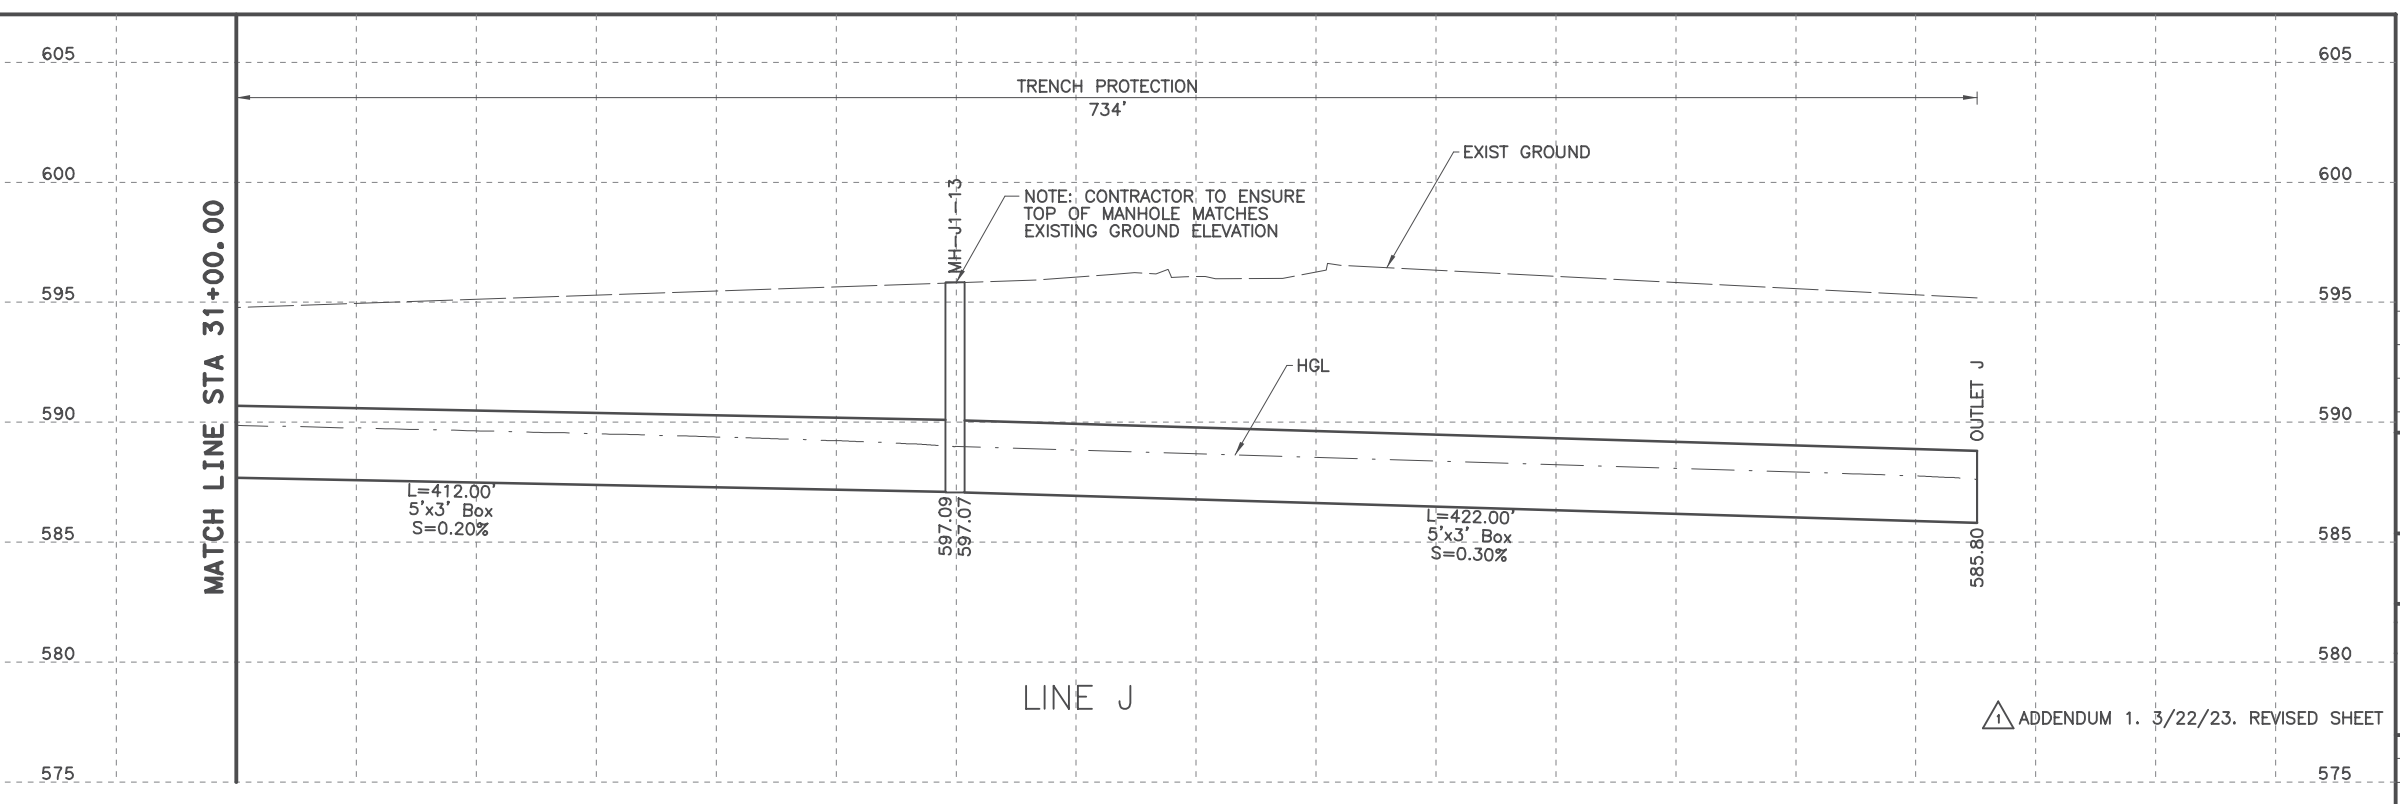 605
605
TRENCH PROTECTION
734'
EXIST GROUND
600
600
MH-J1-13
NOTE: CONTRACTOR TO ENSURE
TOP OF MANHOLE MATCHES
EXISTING GROUND ELEVATION
MATCH LINE STA 31+00.00
595
595
HGL
OUTLET J
590
590
L=412.00'
5'x3' Box
S=0.20%
597.09
597.07
L=422.00'
5'x3' Box
S=0.30%
585.80
585
585
580
580
LINE J
1
ADDENDUM 1. 3/22/23. REVISED SHEET
575
575